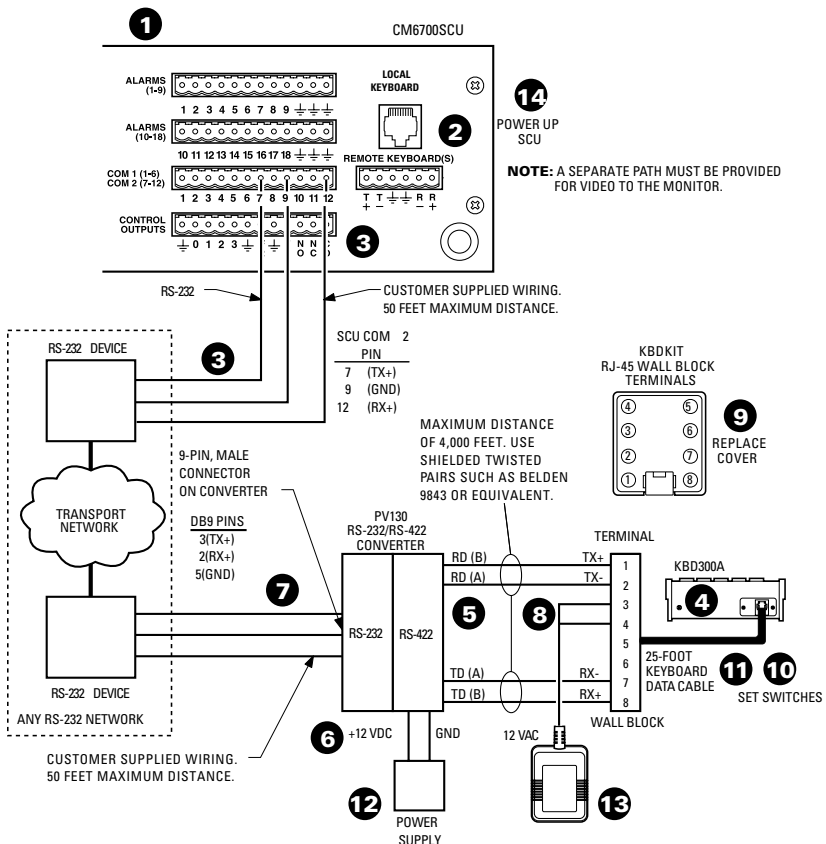 1
CM6700SCU
ALARMS
(1-9)
1 2 3 4 5 6 7 8 9
LOCAL
KEYBOARD
2
14
POWER UP
SCU
ALARMS
(10-18)
10 11 12 13 14 15 16 17 18
REMOTE KEYBOARD(S)
T T R R
+ - - +
NOTE: A SEPARATE PATH MUST BE PROVIDED
FOR VIDEO TO THE MONITOR.
COM 1 (1-6)
COM 2 (7-12)
1 2 3 4 5 6 7 8 9 10 11 12
CONTROL
OUTPUTS
0 1 2 3
N N
O C
3
RS-232
CUSTOMER SUPPLIED WIRING.
50 FEET MAXIMUM DISTANCE.
RS-232 DEVICE
3
SCU COM 2
PIN
7 (TX+)
9 (GND)
12 (RX+)
KBDKIT
RJ-45 WALL BLOCK
TERMINALS
4 5
3 6
2 7
1 8
9
REPLACE
COVER
MAXIMUM DISTANCE
OF 4,000 FEET. USE
SHIELDED TWISTED
PAIRS SUCH AS BELDEN
9843 OR EQUIVALENT.
9-PIN, MALE
CONNECTOR
ON CONVERTER
TRANSPORT
NETWORK
DB9 PINS
3(TX+)
2(RX+)
5(GND)
7
PV130
RS-232/RS-422
CONVERTER
RS-232
RS-422
RD (B)
RD (A)
5
TD (A)
TD (B)
TERMINAL
TX+
TX-
8
RX-
RX+
1
2
3
4
5
6
7
8
WALL BLOCK
KBD300A
4
25-FOOT
KEYBOARD
DATA CABLE
11
10
SET SWITCHES
RS-232 DEVICE
ANY RS-232 NETWORK
CUSTOMER SUPPLIED WIRING.
50 FEET MAXIMUM DISTANCE.
6
+12 VDC
GND
12 VAC
12
POWER
SUPPLY
13